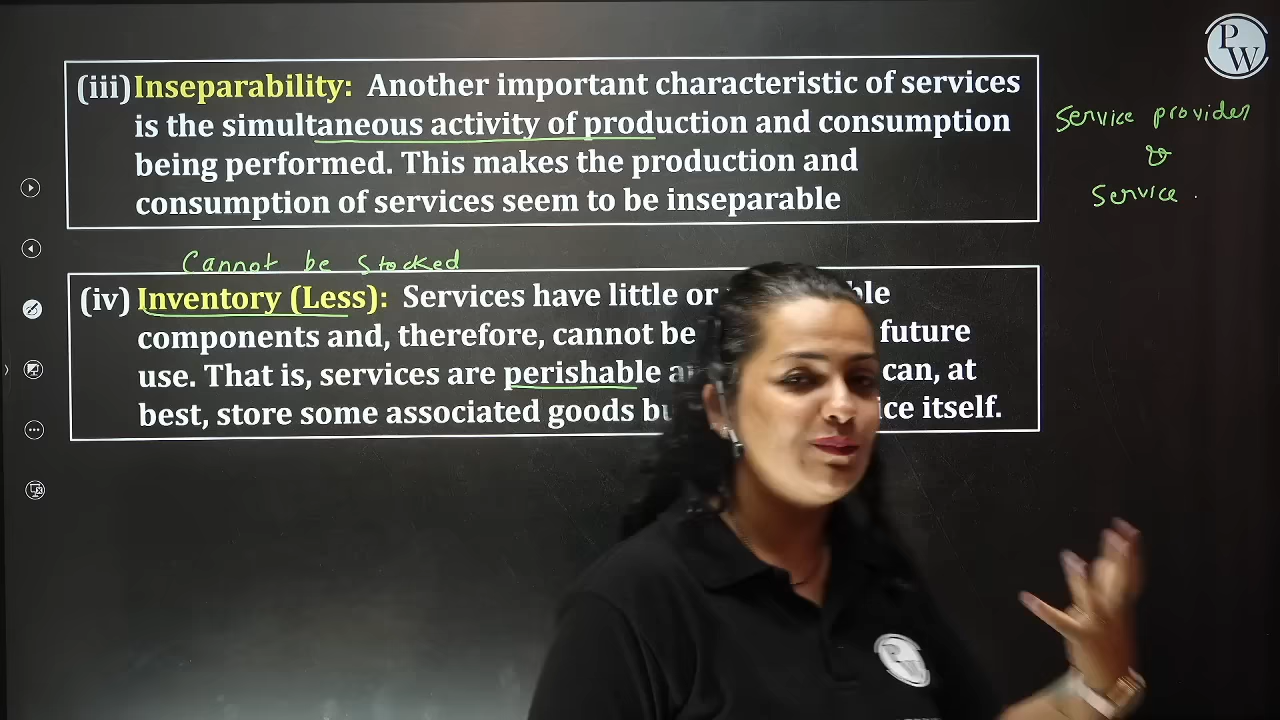 (iii) Inseparability: Another important characteristic of services
is the simultaneous activity of production and consumption
being performed. This makes the production and
consumption of services seem to be inseparable
Service provider
&
Service.
Cannot be stocked
(iv) Inventory (Less): Services have little or
components and, therefore, cannot be future
use. That is, services are perishable can, at
best, store some associated goods itself.
PW
PW